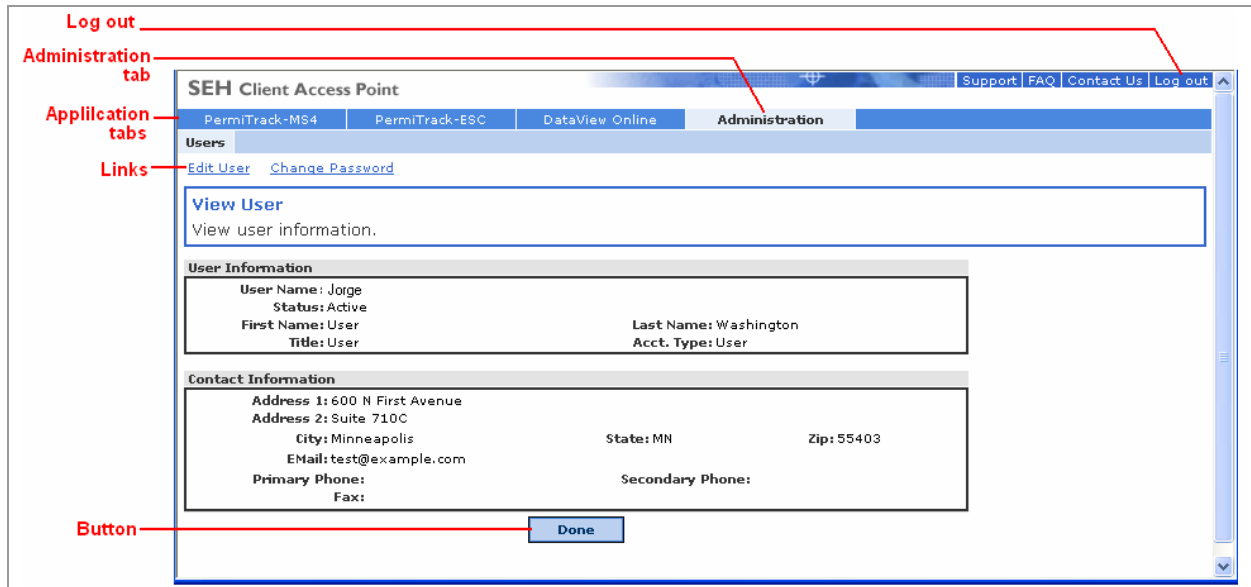 Log out
Administration
tab
Support FAQ Contact Us Log out
SEH Client Access Point
Applilcation
tabs
PermiTrack-MS4 PermiTrack-ESC DataView Online Administration
Users
Links
Edit User Change Password
View User
View user information.
User Information
User Name: Jorge
Status: Active
First Name: User Last Name: Washington
Title: User Acct. Type: User
Contact Information
Address 1: 600 N First Avenue
Address 2: Suite 710C
City: Minneapolis State: MN Zip: 55403
EMail: test@example.com
Primary Phone: Secondary Phone:
Fax:
Button
Done